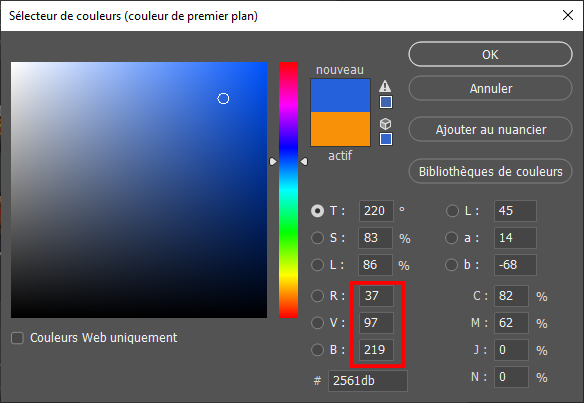 Sélecteur de couleurs (couleur de premier plan)
nouveau
actif
OK
Annuler
Ajouter au nuancier
Bibliothèques de couleurs
T : 220 °
S : 83 %
L : 86 %
R : 37
V : 97
B : 219
# 2561db
L : 45
a : 14
b : -68
C : 82 %
M : 62 %
J : 0 %
N : 0 %
Couleurs Web uniquement